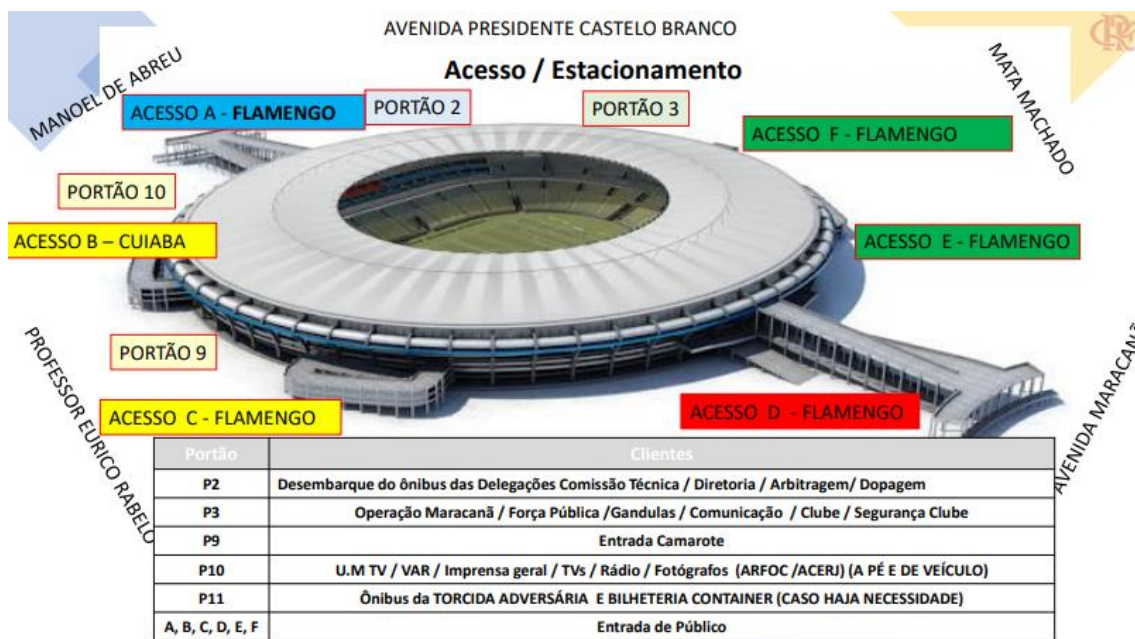 AVENIDA PRESIDENTE CASTELO BRANCO
Acesso / Estacionamento
MANOEL DE ABREU
MATA MACHADO
ACESSO A - FLAMENGO
PORTÃO 2
PORTÃO 3
ACESSO F - FLAMENGO
PORTÃO 10
ACESSO B – CUIABA
ACESSO E - FLAMENGO
PORTÃO 9
PROFESSOR EURICO RABELO
AVENIDA MARACANÃ
ACESSO C - FLAMENGO
ACESSO D - FLAMENGO
Portão Clientes
P2 Desembarque do ônibus das Delegações Comissão Técnica / Diretoria / Arbitragem/ Dopagem
P3 Operação Maracanã / Força Pública /Gandulas / Comunicação / Clube / Segurança Clube
P9 Entrada Camarote
P10 U.M TV / VAR / Imprensa geral / TVs / Rádio / Fotógrafos (ARFOC /ACERJ) (A PÉ E DE VEÍCULO)
P11 Ônibus da TORCIDA ADVERSÁRIA E BILHETERIA CONTAINER (CASO HAJA NECESSIDADE)
A, B, C, D, E, F Entrada de Público